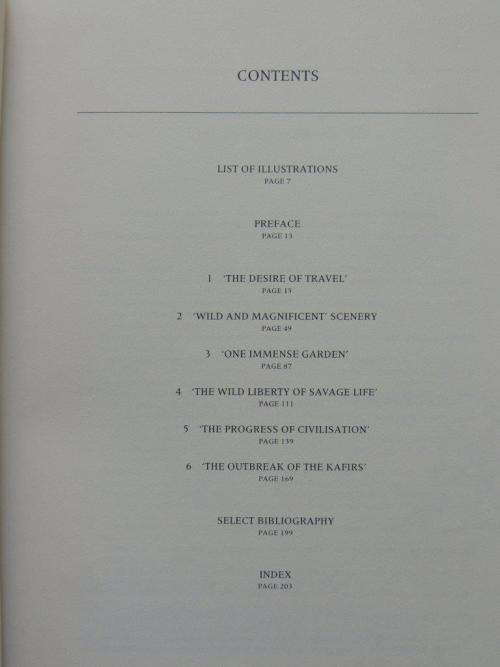 CONTENTS
LIST OF ILLUSTRATIONS
PAGE 7
PREFACE
PAGE 13
1 ‘THE DESIRE OF TRAVEL’
PAGE 15
2 ‘WILD AND MAGNIFICENT’ SCENERY
PAGE 49
3 ‘ONE IMMENSE GARDEN’
PAGE 87
4 ‘THE WILD LIBERTY OF SAVAGE LIFE’
PAGE 111
5 ‘THE PROGRESS OF CIVILISATION’
PAGE 139
6 ‘THE OUTBREAK OF THE KAFIRS’
PAGE 169
SELECT BIBLIOGRAPHY
PAGE 199
INDEX
PAGE 203